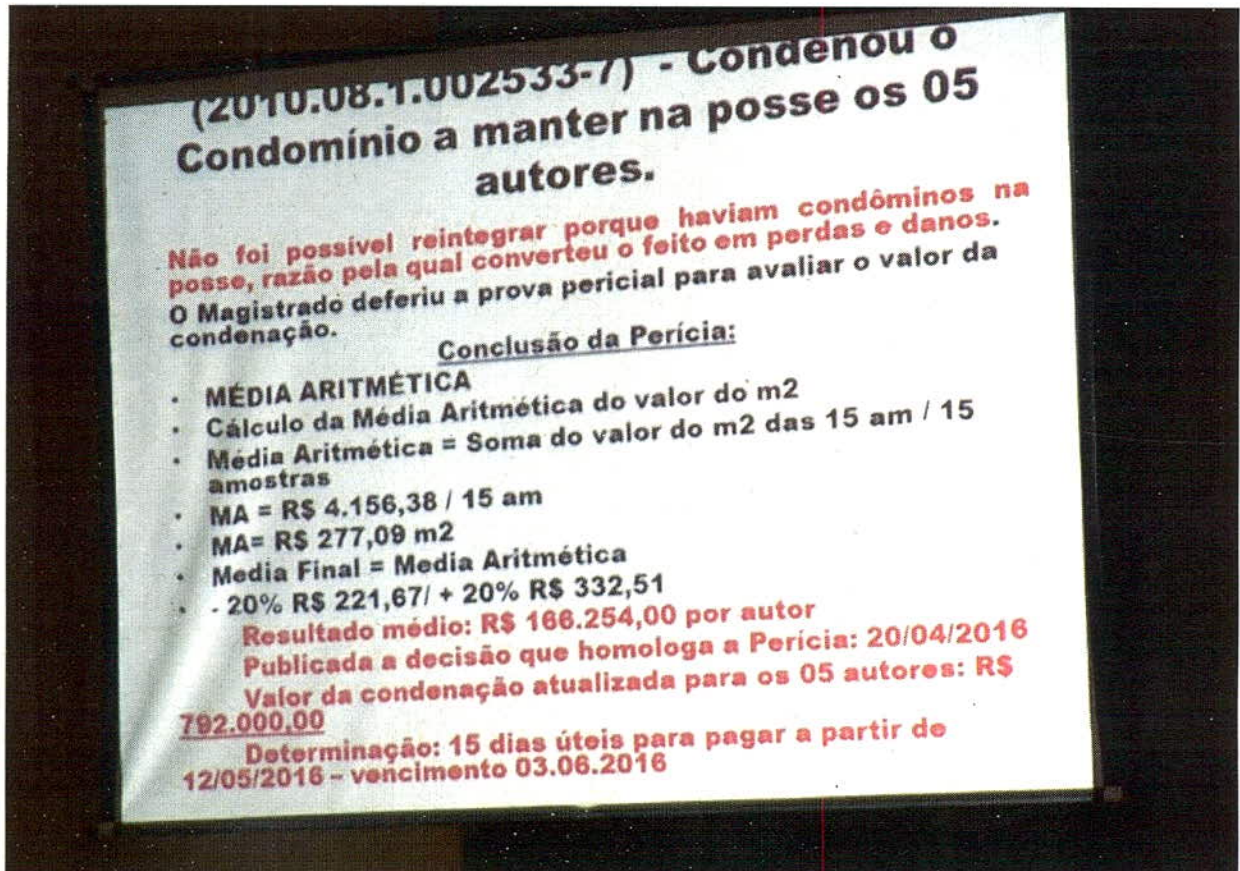 (2010.08.1.002533-7) - Condenou o
Condomínio a manter na posse os 05
autores.
Não foi possível reintegrar porque haviam condôminos na
posse, razão pela qual converteu o feito em perdas e danos.
O Magistrado deferiu a prova pericial para avaliar o valor da
condenação.
Conclusão da Perícia:
• MÉDIA ARITMÉTICA
• Cálculo da Média Aritmética do valor do m2
• Média Aritmética = Soma do valor do m2 das 15 am / 15
amostras
• MA = R$ 4.156,38 / 15 am
• MA= R$ 277,09 m2
• Media Final = Media Aritmética
• - 20% R$ 221,67/ + 20% R$ 332,51
Resultado médio: R$ 166.254,00 por autor
Publicada a decisão que homologa a Perícia: 20/04/2016
Valor da condenação atualizada para os 05 autores: R$
792.000,00
Determinação: 15 dias úteis para pagar a partir de
12/05/2016 – vencimento 03.06.2016